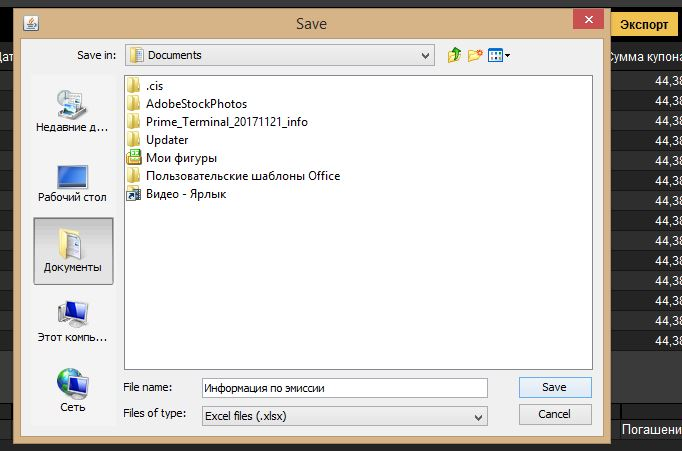 Save
Экспорт
Save in:
Documents
Сумма купона
.cis
AdobeStockPhotos
Prime_Terminal_20171121_info
Updater
Мои фигуры
Пользовательские шаблоны Office
Видео - Ярлык
Недавние д...
Рабочий стол
Документы
Этот компь...
Сеть
44,38
44,38
44,38
44,38
44,38
44,38
44,38
44,38
44,38
44,38
44,38
44,38
44,38
44,38
File name:
Информация по эмиссии
Save
Files of type:
Excel files (.xlsx)
Cancel
Погашени